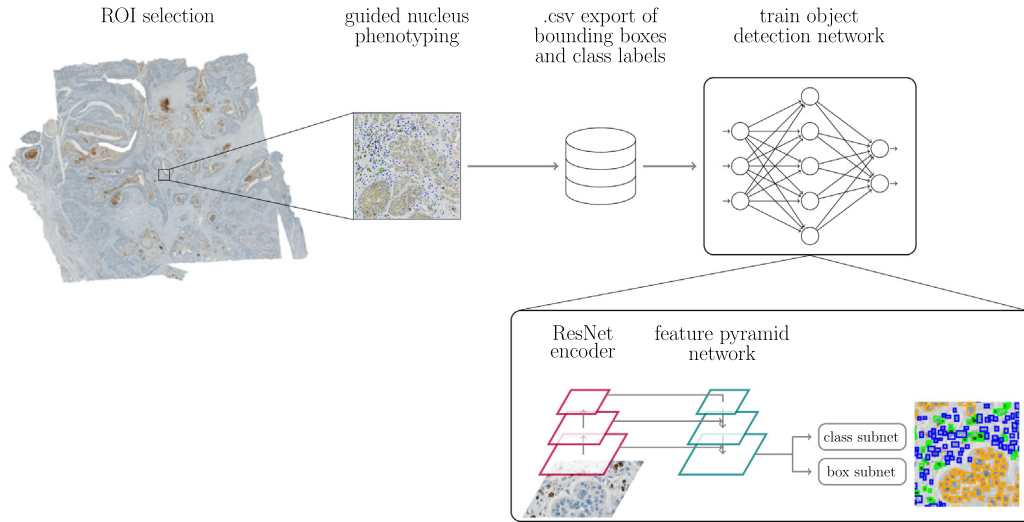 ROI selection
guided nucleus
phenotyping
.csv export of
bounding boxes
and class labels
train object
detection network
ResNet
encoder
feature pyramid
network
class subnet
box subnet